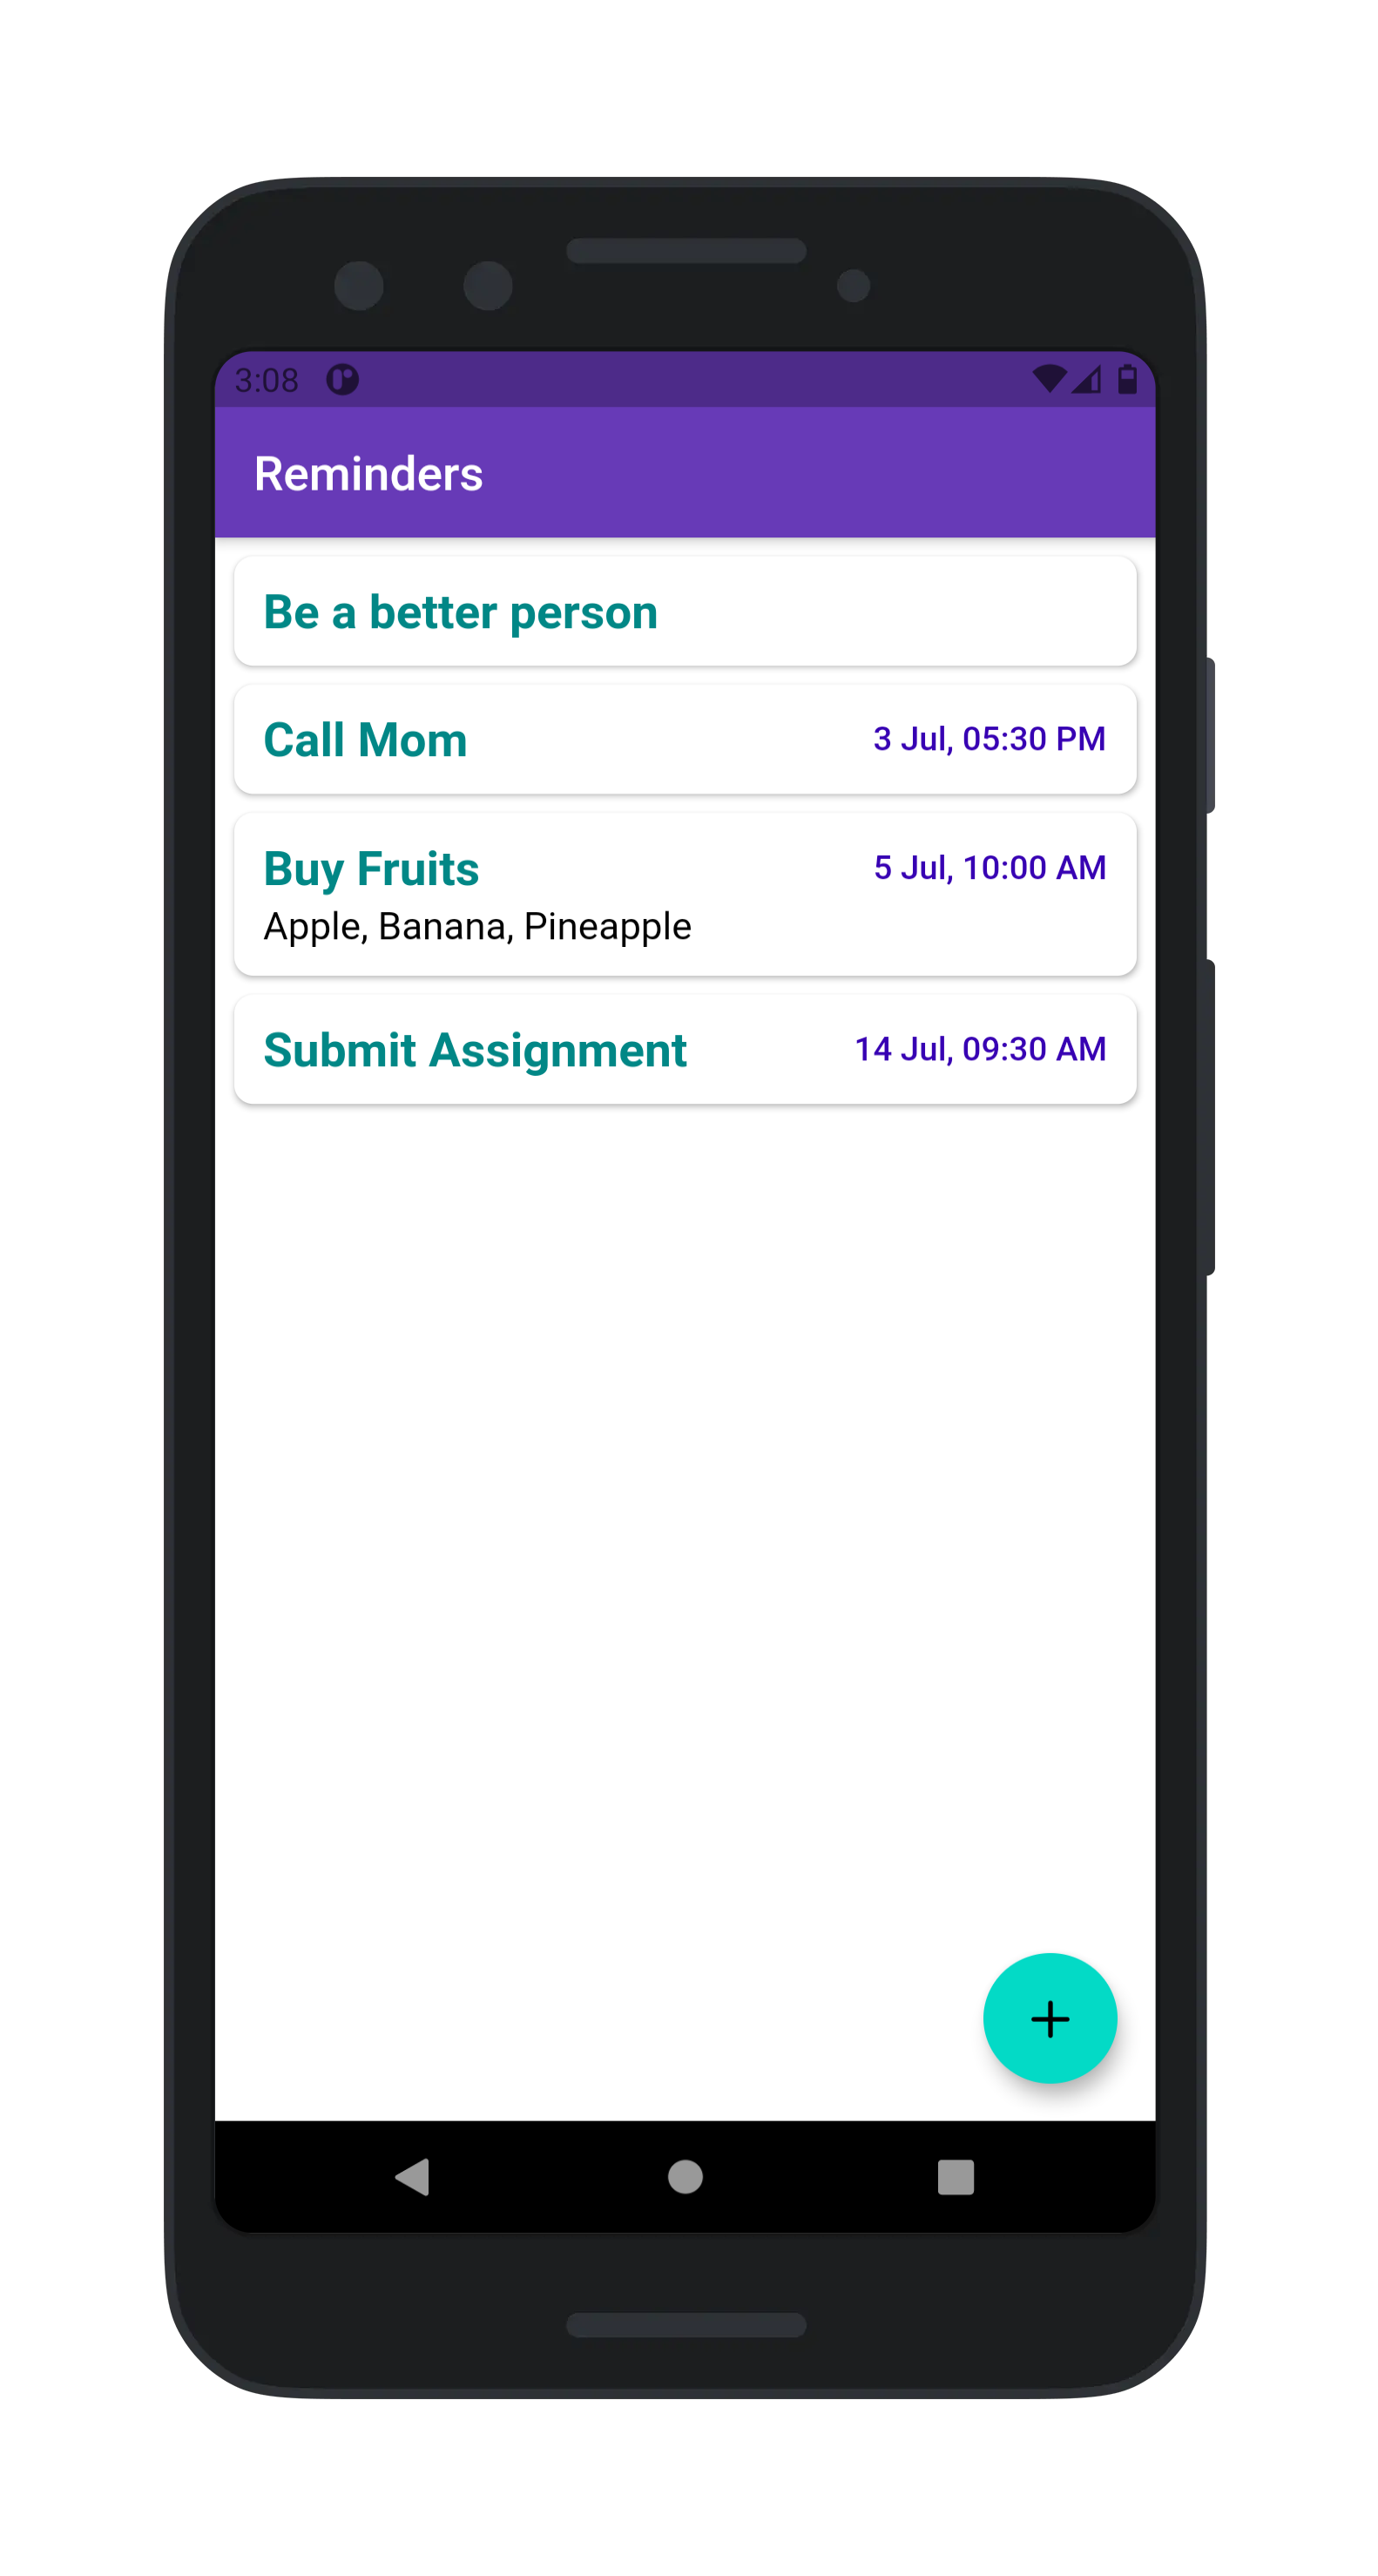 3:08
Reminders
Be a better person
Call Mom 3 Jul, 05:30 PM
Buy Fruits 5 Jul, 10:00 AM
Apple, Banana, Pineapple
Submit Assignment 14 Jul, 09:30 AM